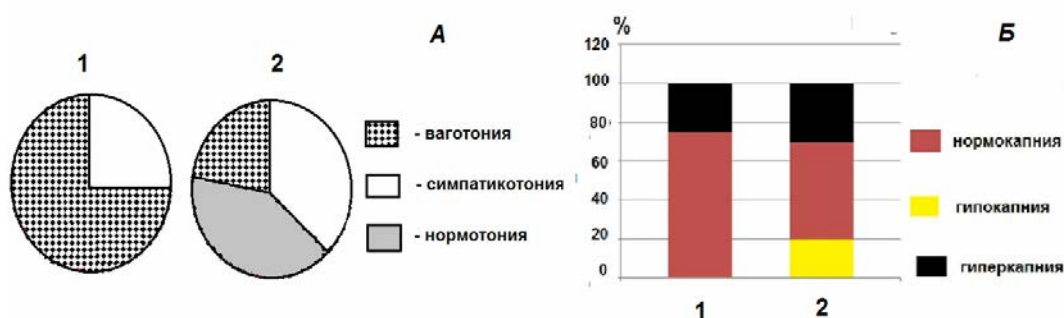 А
1 2
- ваготония
- симпатикотония
- нормотония
% Б
120
100
80
60
40
20
0
1 2
нормокапния
гипокапния
гиперкапния